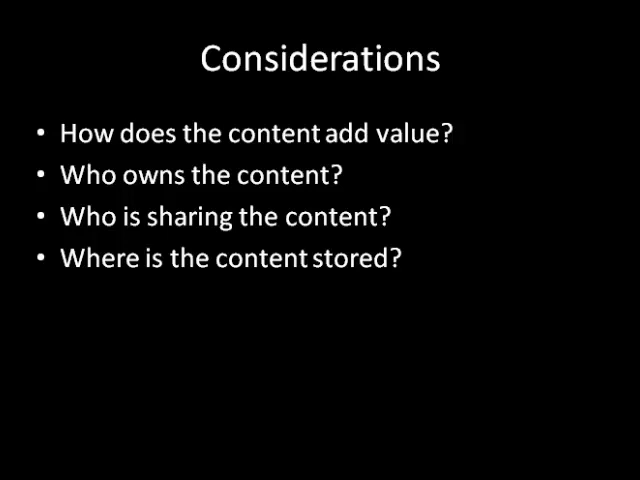 Considerations
• How does the content add value?
• Who owns the content?
• Who is sharing the content?
• Where is the content stored?